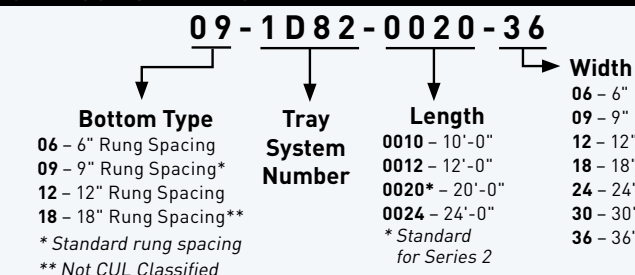 09-1D82-0020-36
Bottom Type
06 – 6" Rung Spacing
09 – 9" Rung Spacing*
12 – 12" Rung Spacing
18 – 18" Rung Spacing**
* Standard rung spacing
** Not CUL Classified
Tray
System
Number
Length
0010 – 10'-0"
0012 – 12'-0"
0020* – 20'-0"
0024 – 24'-0"
* Standard
for Series 2
Width
06 – 6"
09 – 9"
12 – 12"
18 – 18"
24 – 24"
30 – 30"
36 – 36"